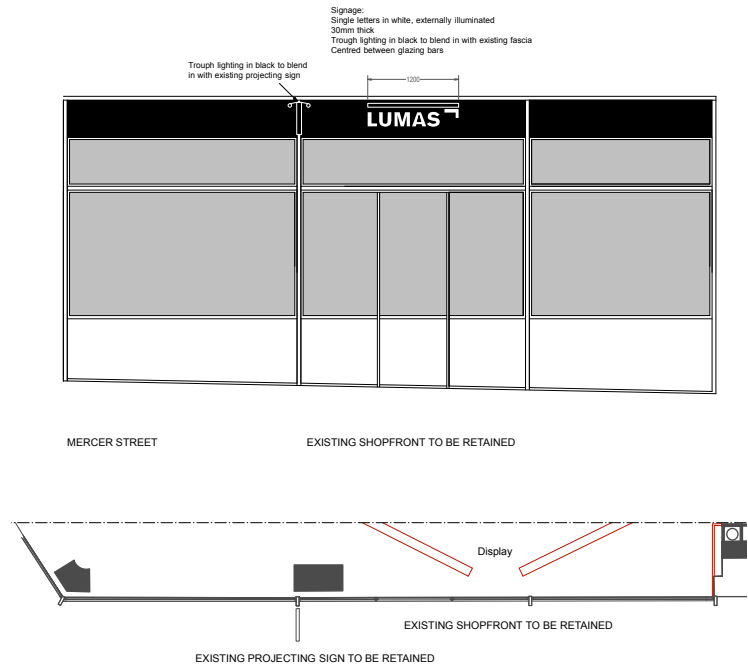 Signage:
Single letters in white, externally illuminated
30mm thick
Trough lighting in black to blend in with existing fascia
Centred between glazing bars
Trough lighting in black to blend
in with existing projecting sign
1200
LUMAS
MERCER STREET
EXISTING SHOPFRONT TO BE RETAINED
Display
EXISTING SHOPFRONT TO BE RETAINED
EXISTING PROJECTING SIGN TO BE RETAINED